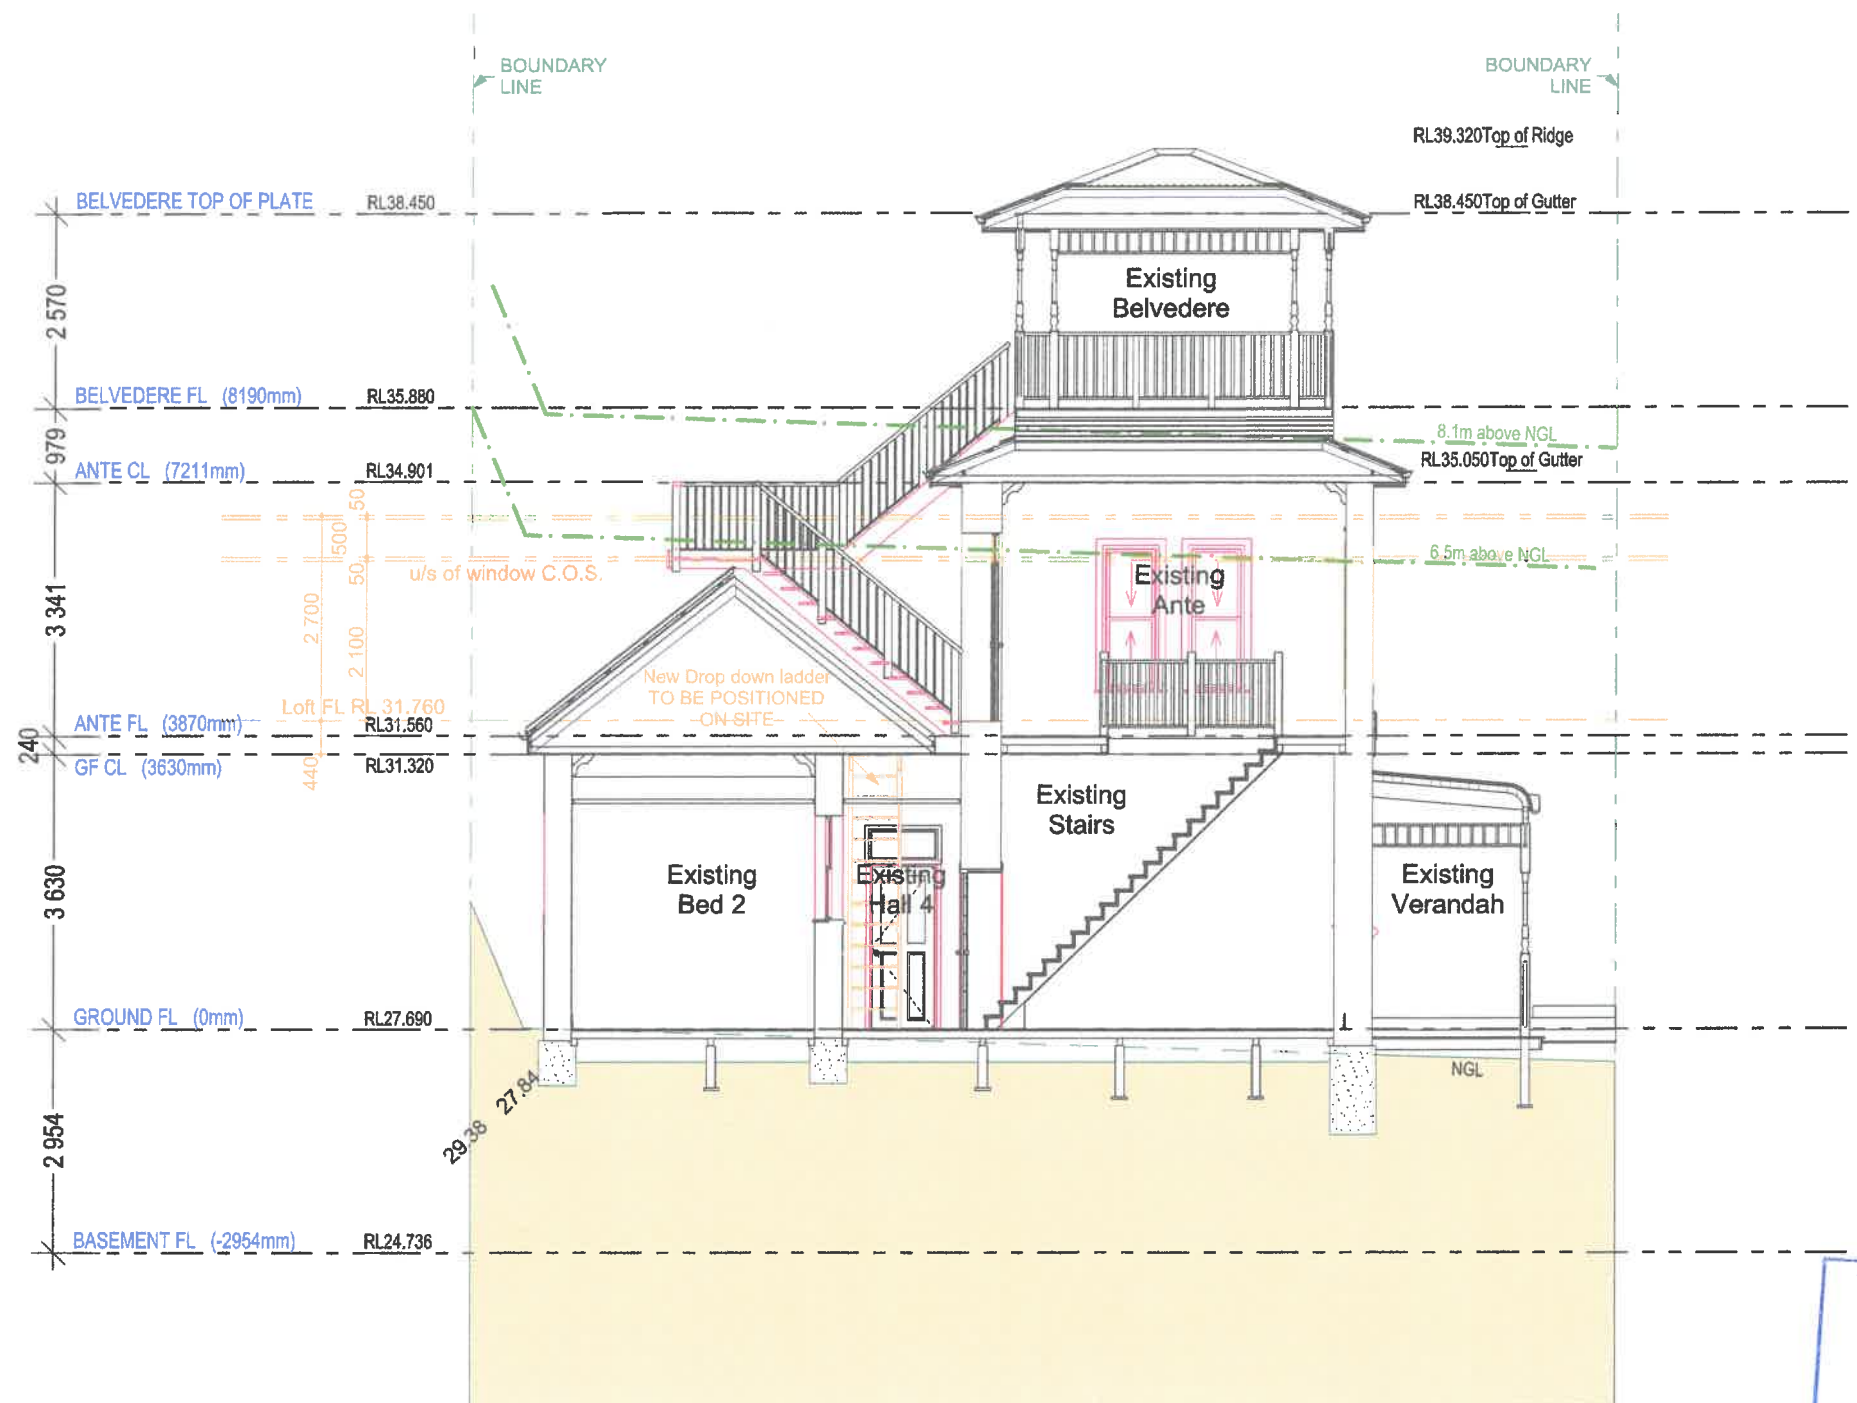 BOUNDARY
LINE
BOUNDARY
LINE
RL39.320Top of Ridge
BELVEDERE TOP OF PLATE RL38.450
RL38.450Top of Gutter
2 570
Existing
Belvedere
BELVEDERE FL (8190mm) RL35.880
8.1m above NGL
979
ANTE CL (7211mm) RL34.901
RL35.050Top of Gutter
50
500
50
6.5m above NGL
u/s of window C.O.S.
Existing
Ante
3 341
2 700
2 100
New Drop down ladder
TO BE POSITIONED
ON SITE
Loft FL RL 31.760
ANTE FL (3870mm) RL31.560
240
GF CL (3630mm) RL31.320
440
Existing
Stairs
3 630
Existing
Bed 2
Existing
Hall 4
Existing
Verandah
GROUND FL (0mm) RL27.690
NGL
27.84
29.38
2 954
BASEMENT FL (-2954mm) RL24.736